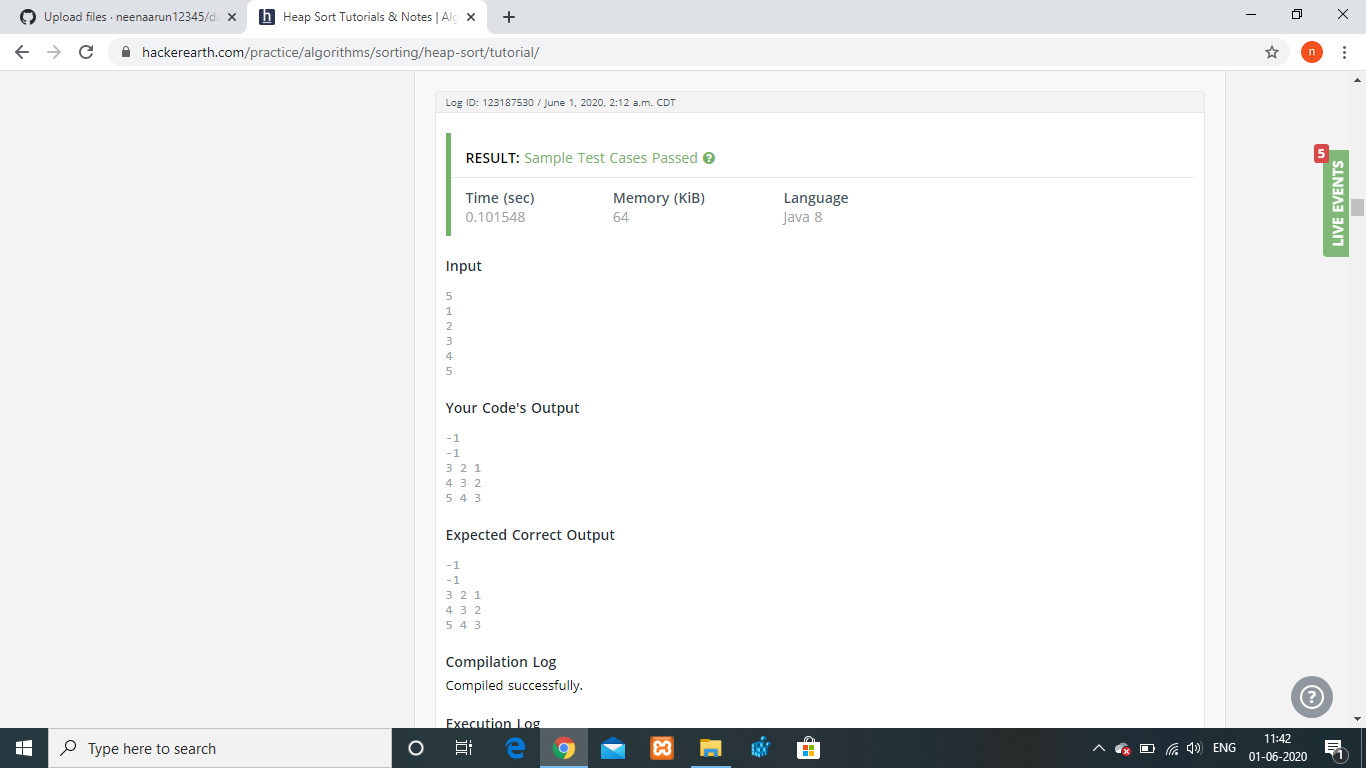 Upload files · neenaarun12345/da
Heap Sort Tutorials & Notes | Alg
hackerearth.com/practice/algorithms/sorting/heap-sort/tutorial/
n
Log ID: 123187530 / June 1, 2020, 2:12 a.m. CDT
RESULT: Sample Test Cases Passed ?
Time (sec) Memory (KiB) Language
0.101548 64 Java 8
5
LIVE EVENTS
Input
5
1
2
3
4
5
Your Code's Output
-1
-1
3 2 1
4 3 2
5 4 3
Expected Correct Output
-1
-1
3 2 1
4 3 2
5 4 3
Compilation Log
Compiled successfully.
Execution Log
?
Type here to search
ENG
11:42
01-06-2020
1